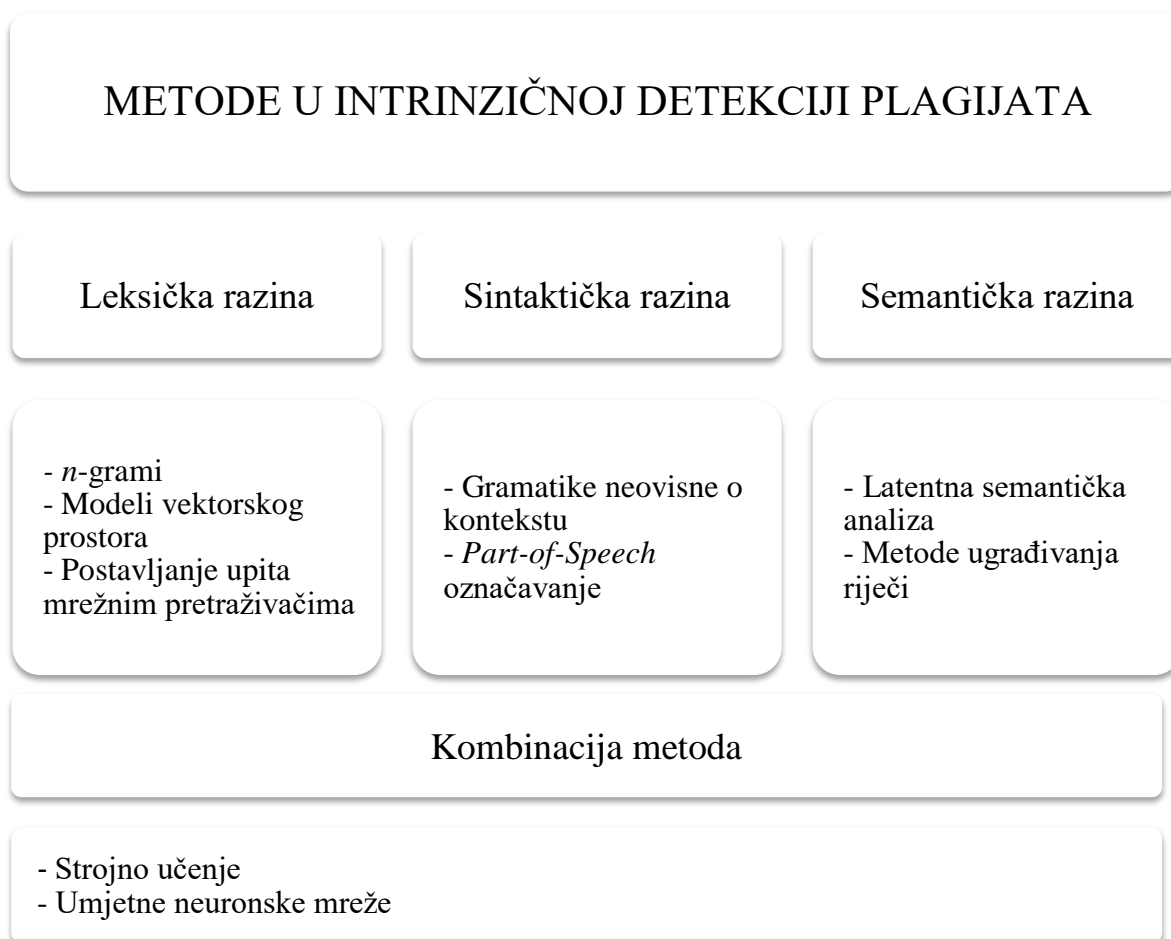 METODE U INTRINZIČNOJ DETEKCIJI PLAGIJATA
Leksička razina
Sintaktička razina
Semantička razina
- n-grami
- Modeli vektorskog
prostora
- Postavljanje upita
mrežnim pretraživačima
- Gramatike neovisne o
kontekstu
- Part-of-Speech
označavanje
- Latentna semantička
analiza
- Metode ugrađivanja
riječi
Kombinacija metoda
- Strojno učenje
- Umjetne neuronske mreže